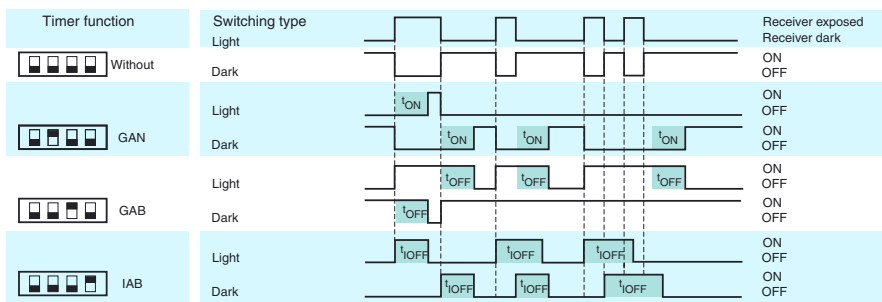 Timer function
Switching type
Light
Receiver exposed
Receiver dark
Without
Dark
ON
OFF
GAN
Light
tON
ON
OFF
Dark
tON
tON
tON
ON
OFF
GAB
Light
tOFF
tOFF
tOFF
ON
OFF
Dark
tOFF
ON
OFF
IAB
Light
tIOFF
tIOFF
tIOFF
ON
OFF
Dark
tIOFF
tIOFF
tIOFF
ON
OFF